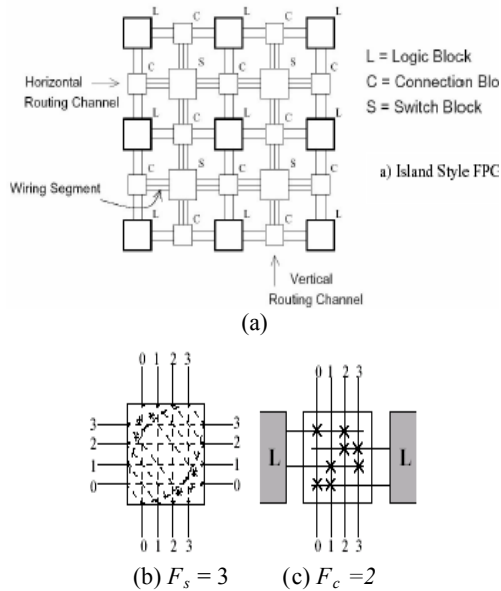 L L L
C C
C S C S C
Horizontal
Routing Channel
L = Logic Block
C = Connection Blo
S = Switch Block
L C L C L
a) Island Style FPG
C S C S C
Wiring Segment
L C L C L
Vertical
Routing Channel
(a)
0 1 2 3
0 1 2 3
3 3
2 2
1 1
0 0
L L
0 1 2 3
0 1 2 3
(b) Fs = 3
(c) Fc =2